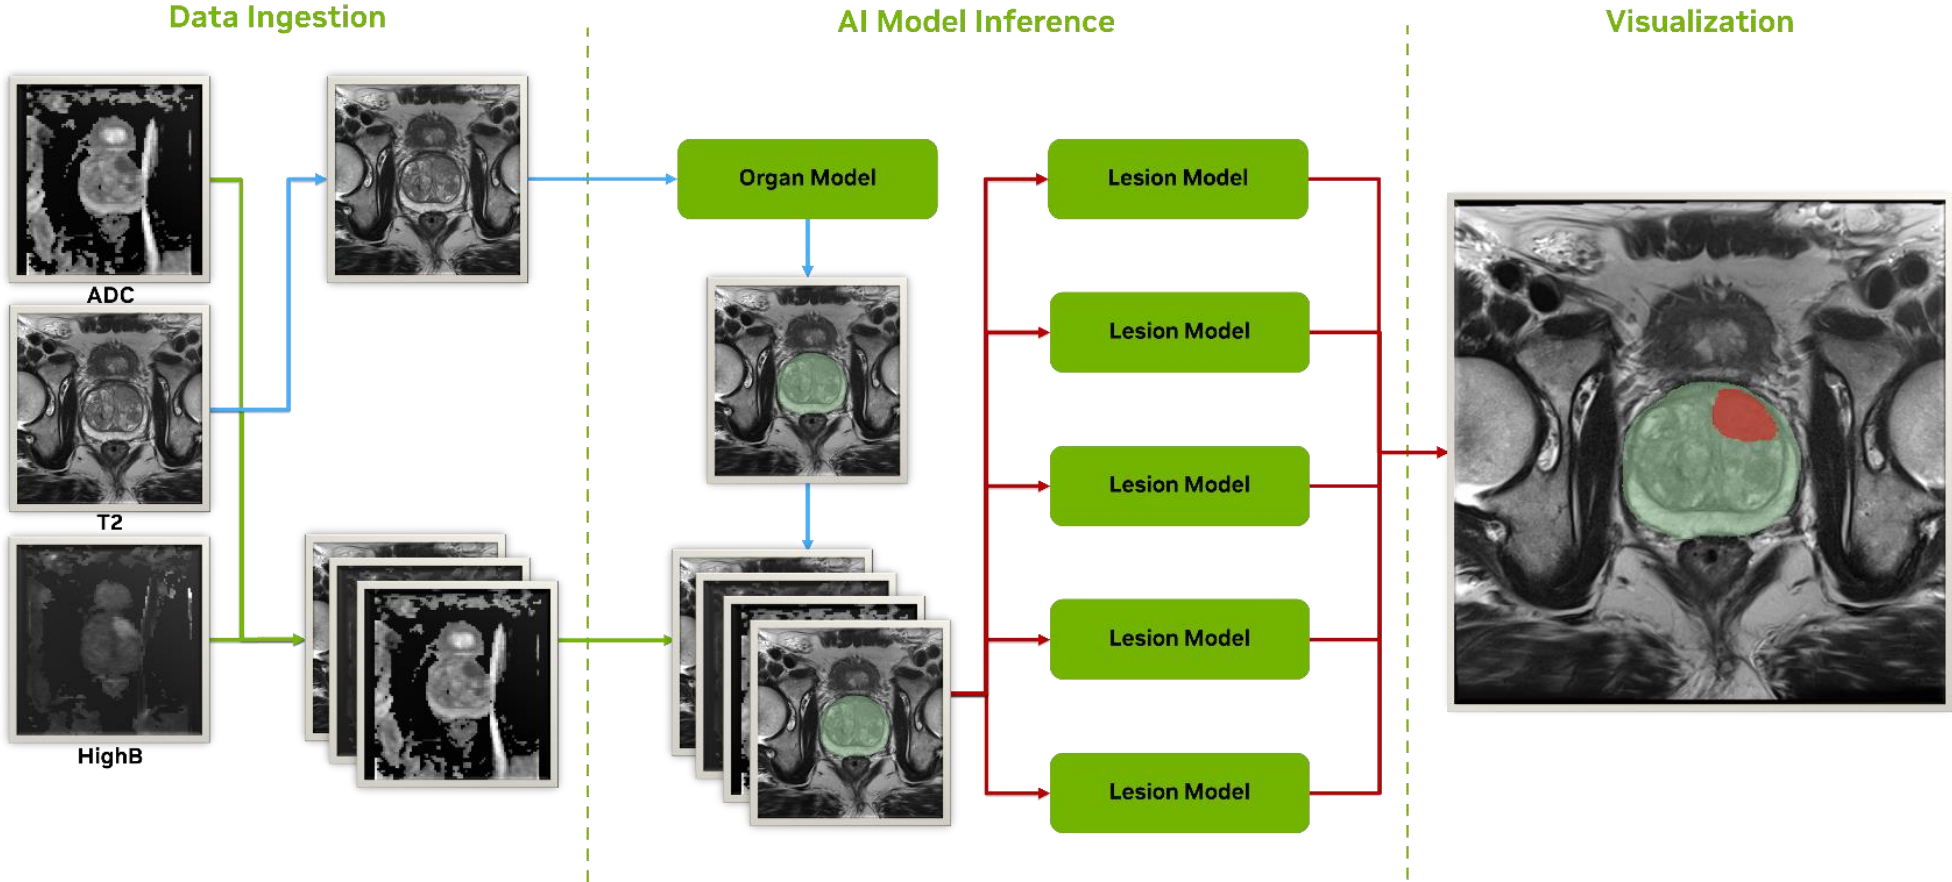 Data Ingestion
AI Model Inference
Visualization
ADC
T2
HighB
Organ Model
Lesion Model
Lesion Model
Lesion Model
Lesion Model
Lesion Model